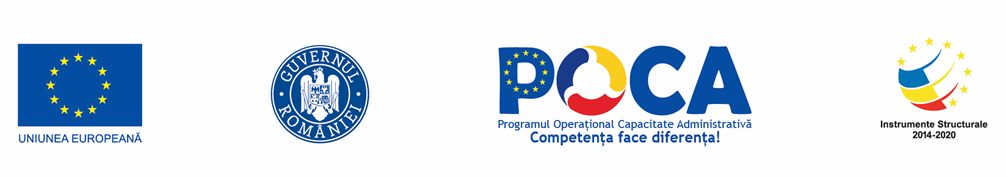 UNIUNEA EUROPEANĂ
GUVERNUL
ROMÂNIEI
POCA
Programul Operațional Capacitate Administrativă
Competența face diferența!
Instrumente Structurale
2014-2020